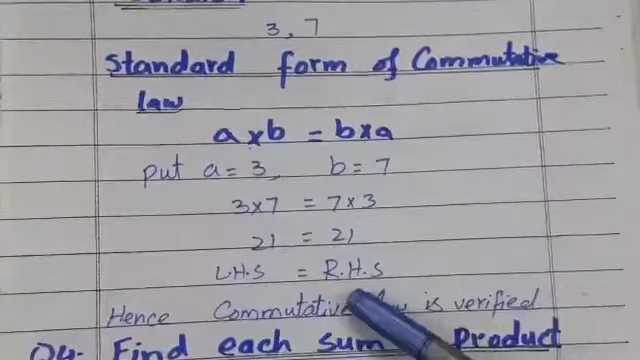 3, 7
Standard form of Commutative
law
a×b = b×a
put a = 3, b = 7
3×7 = 7×3
21 = 21
L.H.S = R.H.S
Hence Commutative is verified
Q4. Find each sum Product